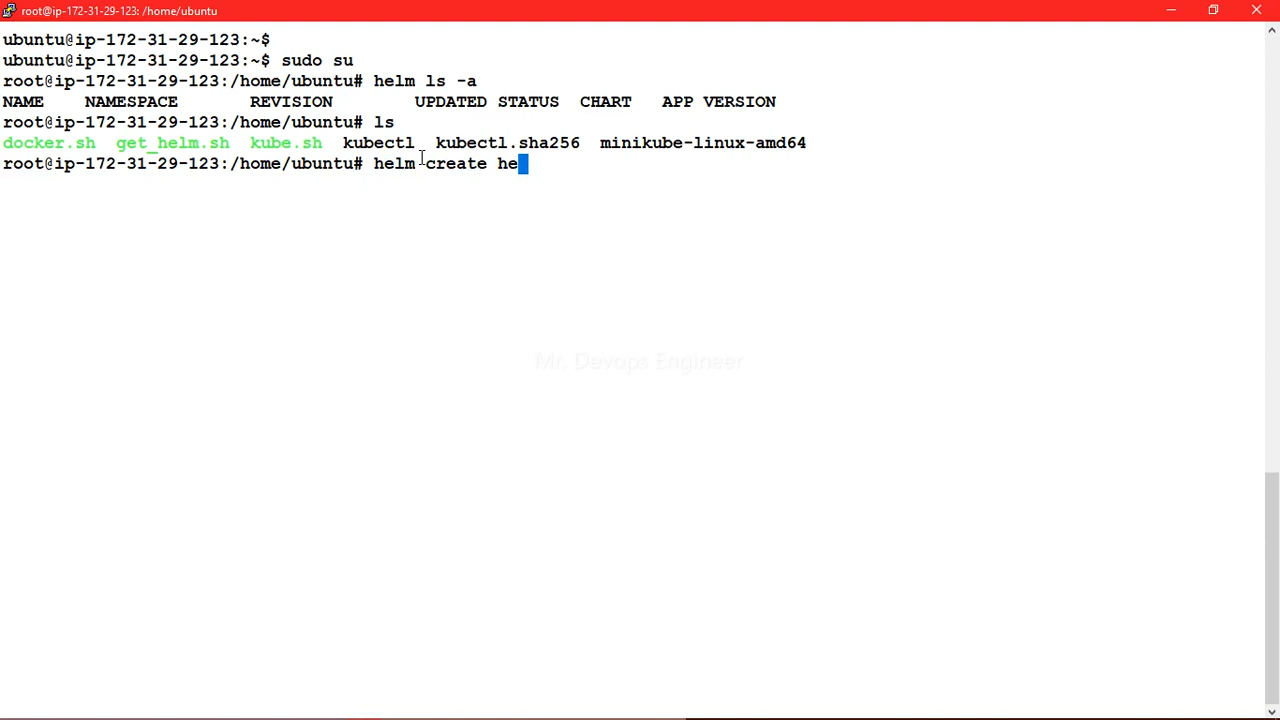 root@ip-172-31-29-123: /home/ubuntu
ubuntu@ip-172-31-29-123:~$
ubuntu@ip-172-31-29-123:~$ sudo su
root@ip-172-31-29-123:/home/ubuntu# helm ls -a
NAME NAMESPACE REVISION UPDATED STATUS CHART APP VERSION
root@ip-172-31-29-123:/home/ubuntu# ls
docker.sh get_helm.sh kube.sh kubectl kubectl.sha256 minikube-linux-amd64
root@ip-172-31-29-123:/home/ubuntu# helm create he
Mr. Devops Engineer